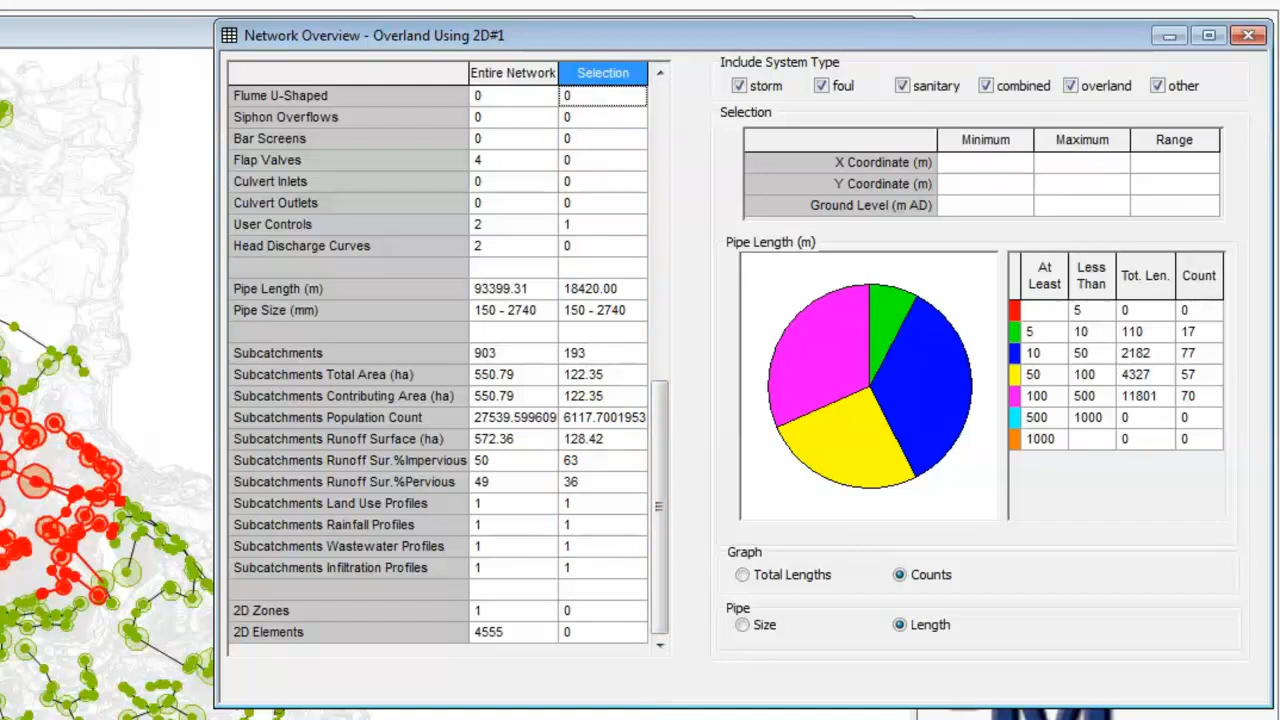 Network Overview - Overland Using 2D#1
Entire Network Selection
Flume U-Shaped 0 0
Siphon Overflows 0 0
Bar Screens 0 0
Flap Valves 4 0
Culvert Inlets 0 0
Culvert Outlets 0 0
User Controls 2 1
Head Discharge Curves 2 0
Pipe Length (m) 93399.31 18420.00
Pipe Size (mm) 150 - 2740 150 - 2740
Subcatchments 903 193
Subcatchments Total Area (ha) 550.79 122.35
Subcatchments Contributing Area (ha) 550.79 122.35
Subcatchments Population Count 27539.599609 6117.7001953
Subcatchments Runoff Surface (ha) 572.36 128.42
Subcatchments Runoff Sur.%Impervious 50 63
Subcatchments Runoff Sur.%Pervious 49 36
Subcatchments Land Use Profiles 1 1
Subcatchments Rainfall Profiles 1 1
Subcatchments Wastewater Profiles 1 1
Subcatchments Infiltration Profiles 1 1
2D Zones 1 0
2D Elements 4555 0
Include System Type
storm foul sanitary combined overland other
Selection
Minimum Maximum Range
X Coordinate (m)
Y Coordinate (m)
Ground Level (m AD)
Pipe Length (m)
At Least Less Than Tot. Len. Count
5 0 0
5 10 110 17
10 50 2182 77
50 100 4327 57
100 500 11801 70
500 1000 0 0
1000 0 0
Graph
Total Lengths Counts
Pipe
Size Length